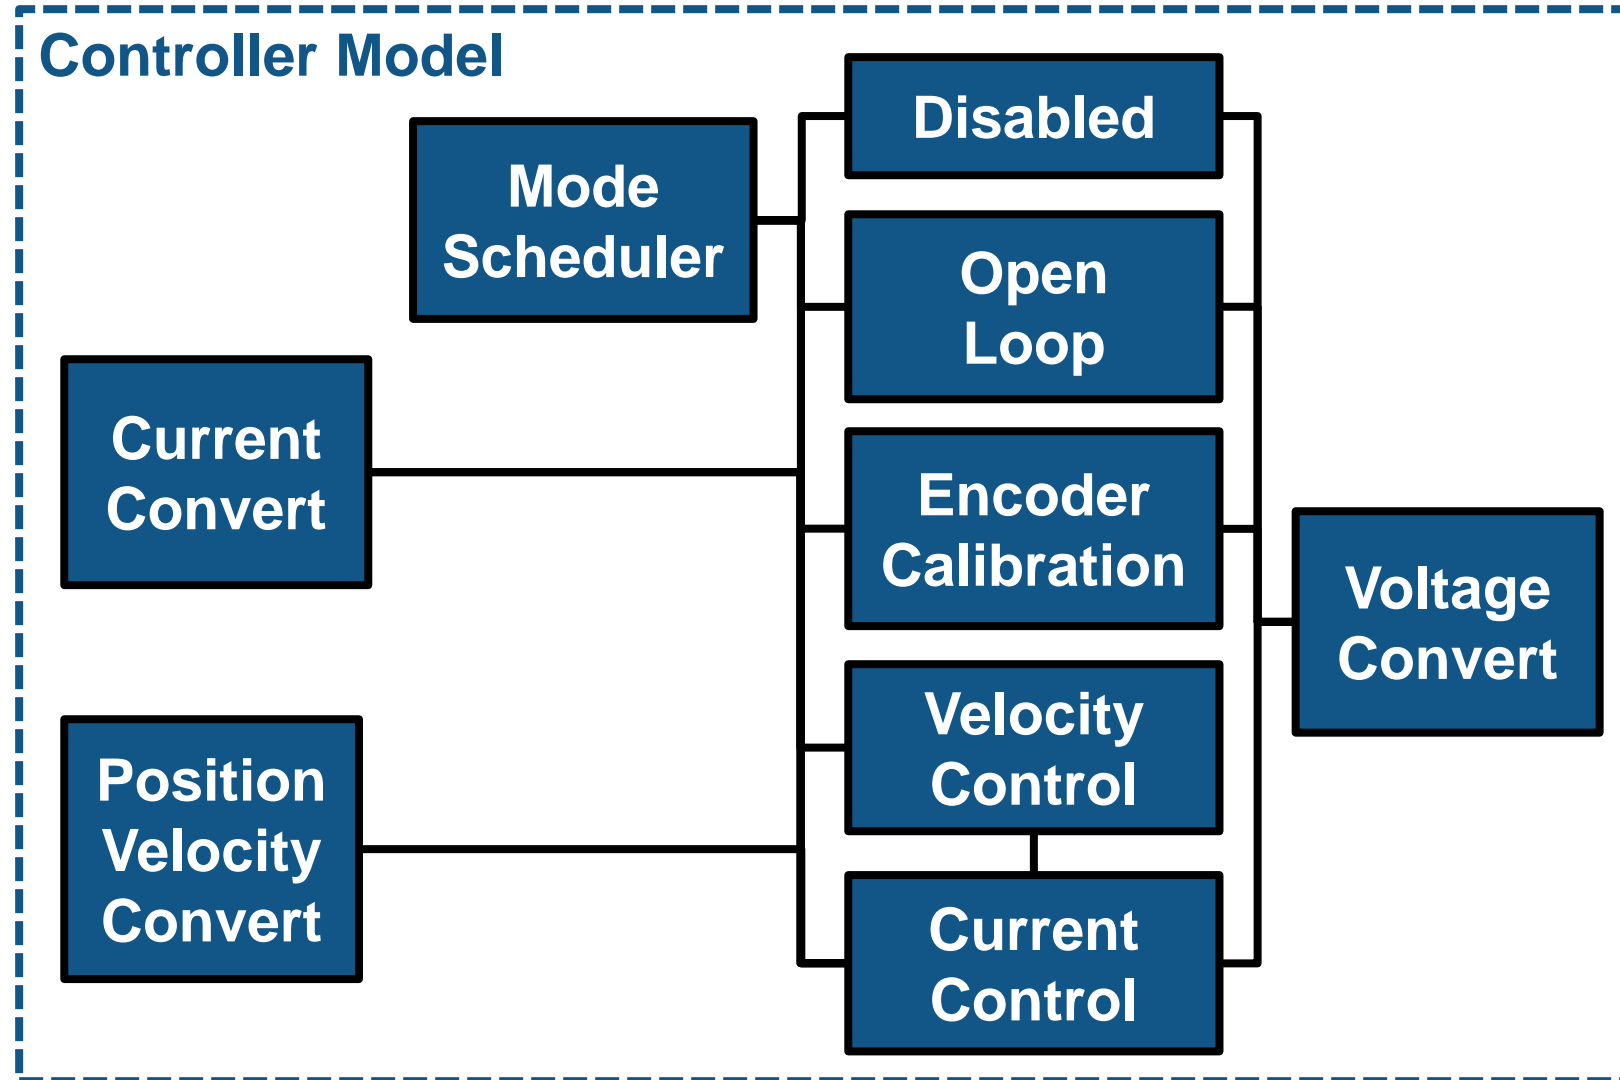 Controller Model
Disabled
Mode
Scheduler
Open
Loop
Current
Convert
Encoder
Calibration
Voltage
Convert
Position
Velocity
Convert
Velocity
Control
Current
Control